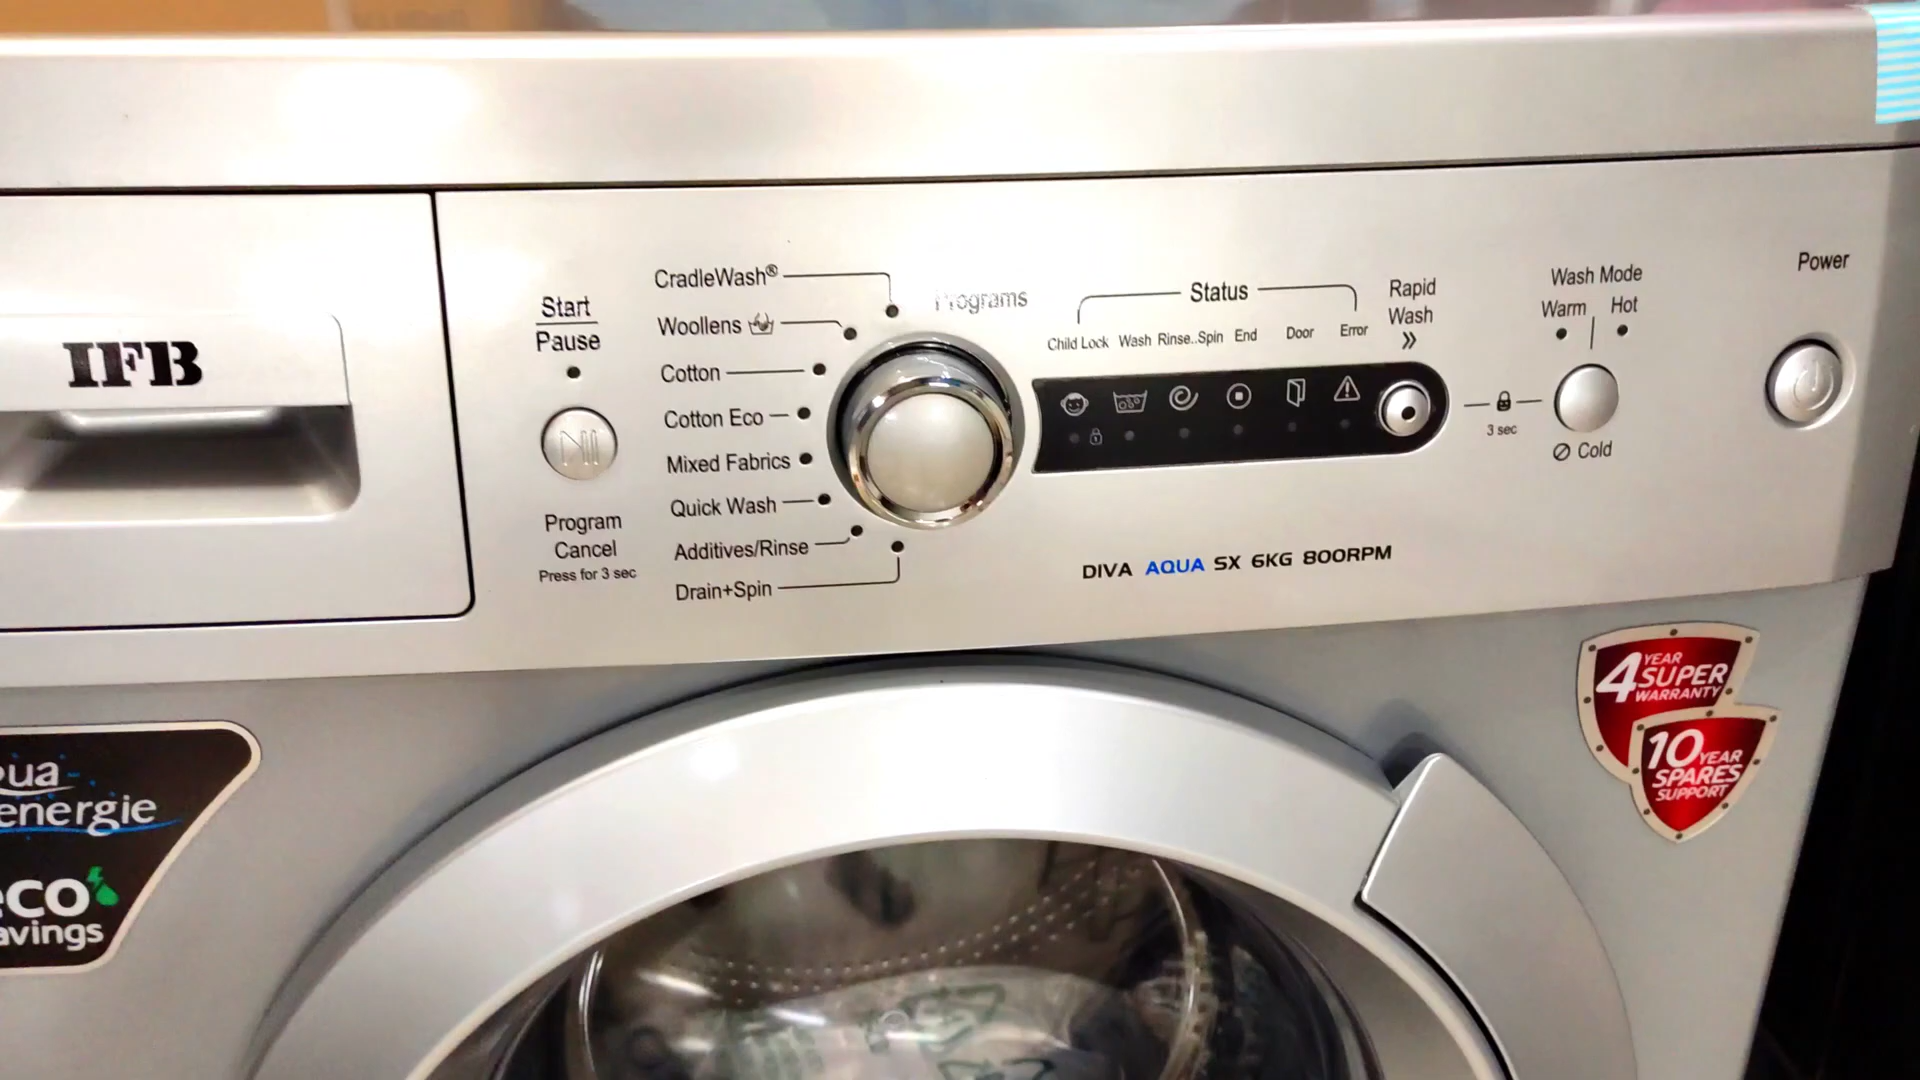 IFB
Start
Pause
Program
Cancel
Press for 3 sec
CradleWash®
Woollens
Cotton
Cotton Eco
Mixed Fabrics
Quick Wash
Additives/Rinse
Drain+Spin
Programs
Status
Child Lock Wash Rinse..Spin End Door Error
Rapid
Wash
3 sec
Wash Mode
Warm Hot
Cold
Power
DIVA AQUA SX 6KG 800RPM
4 YEAR
SUPER
WARRANTY
10 YEAR
SPARES
SUPPORT
ua
energie
eco
avings